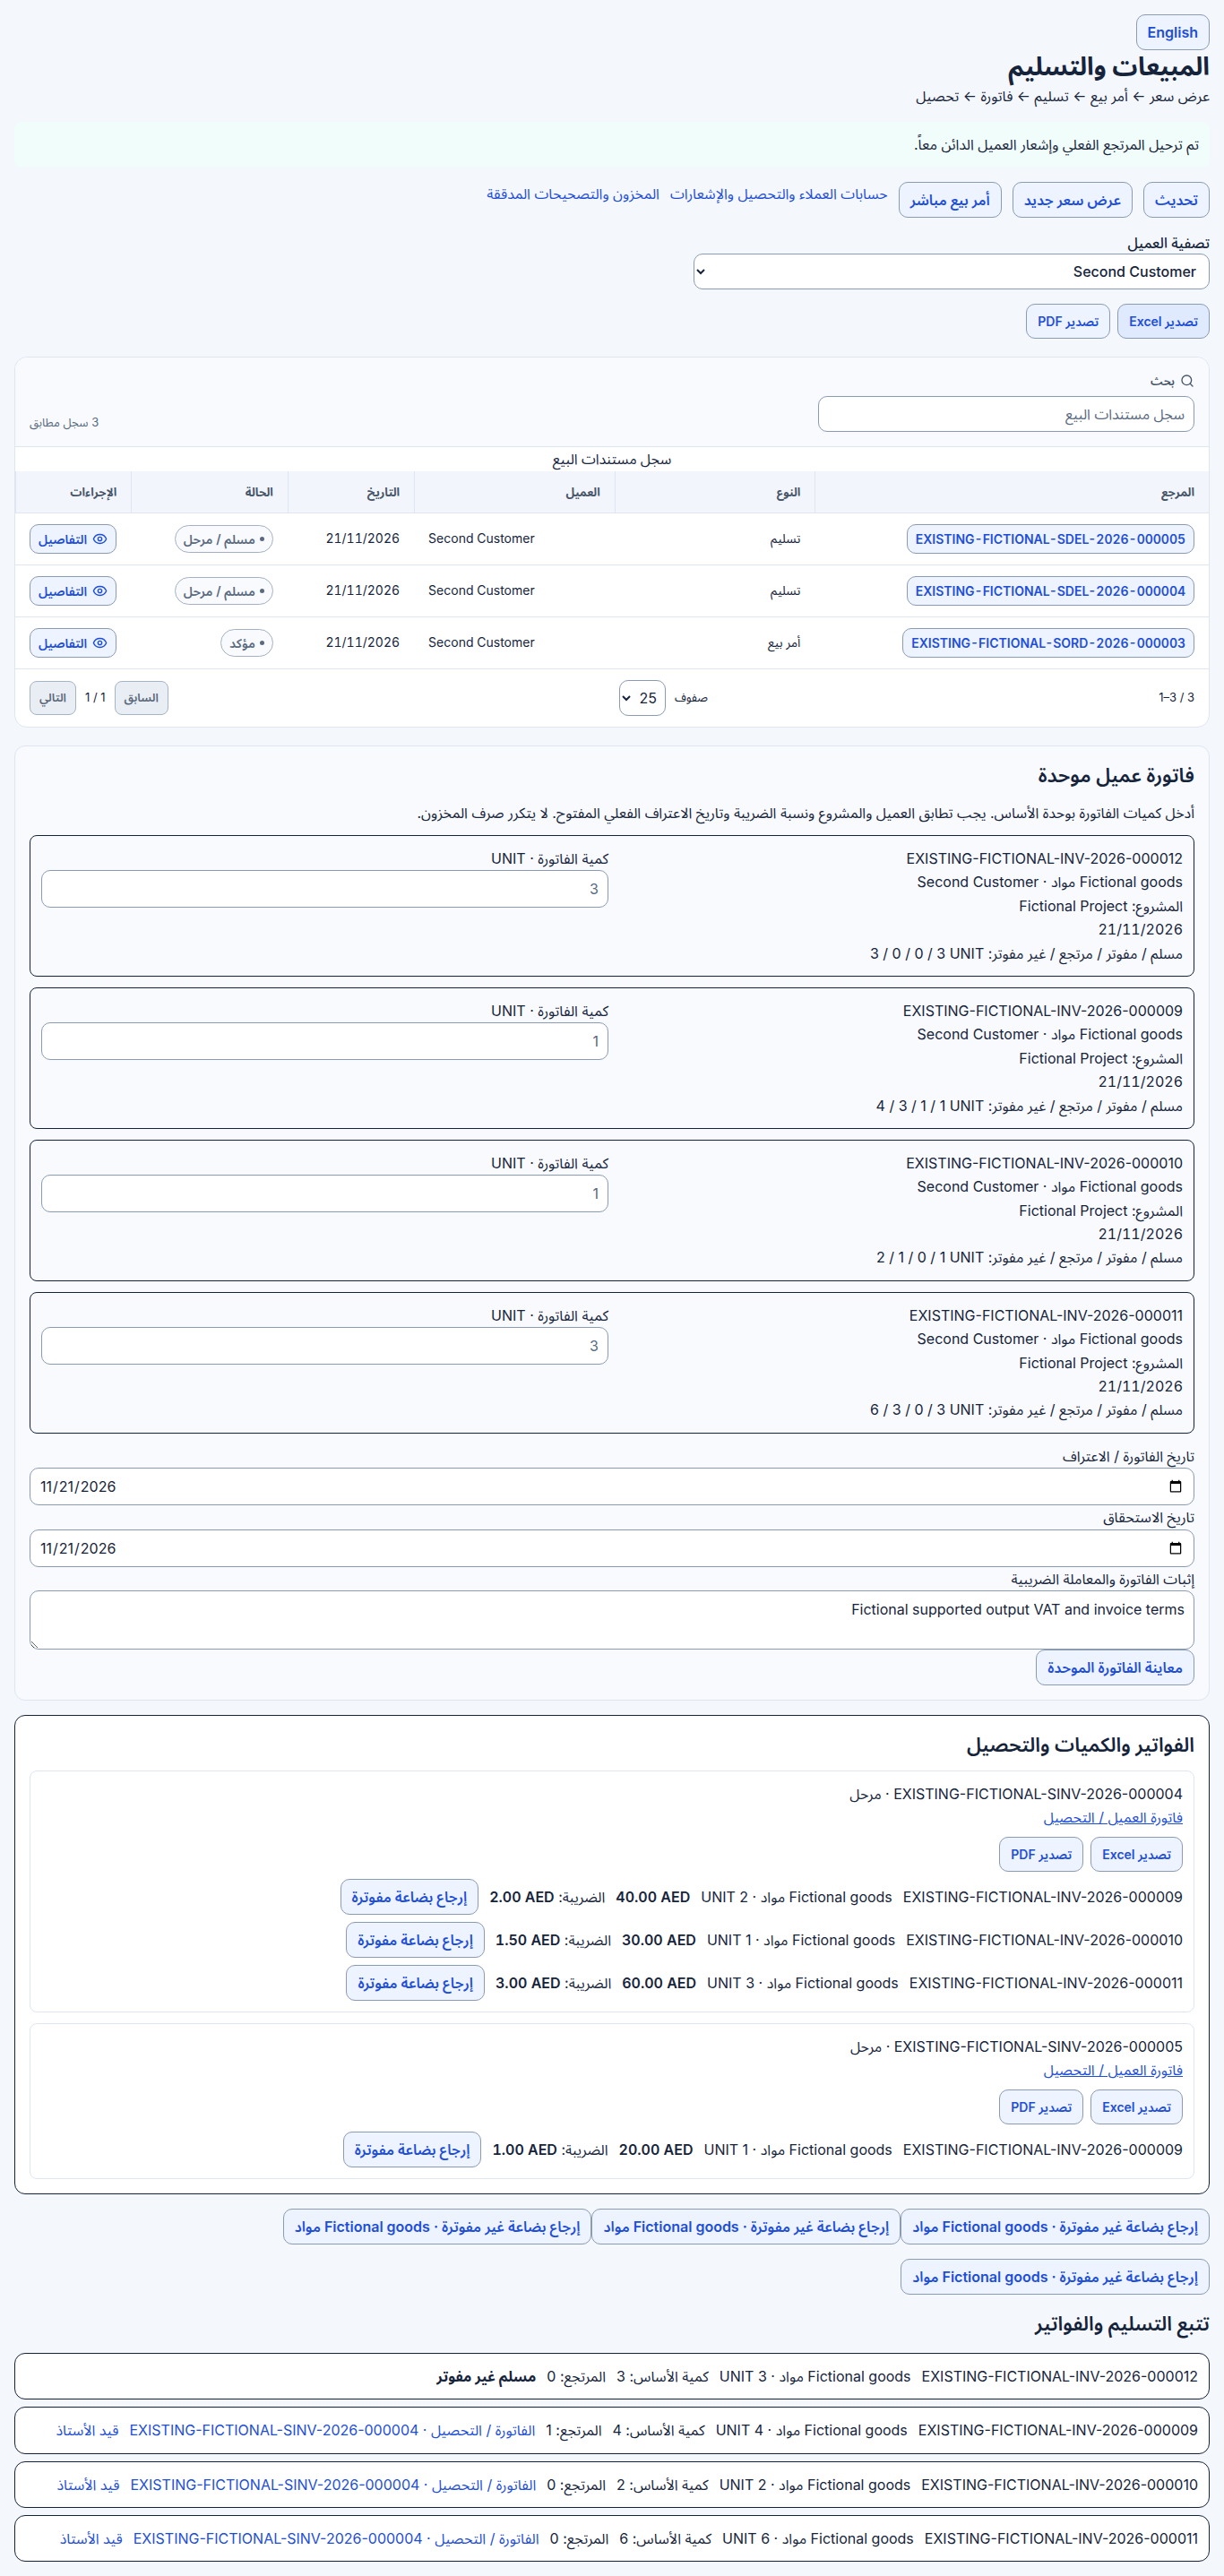 English
المبيعات والتسليم
عرض سعر ← أمر بيع ← تسليم ← فاتورة ← تحصيل
تم ترحيل المرتجع الفعلي وإشعار العميل الدائن معاً.
تحديث عرض سعر جديد أمر بيع مباشر حسابات العملاء والتحصيل والإشعارات المخزون والتصحيحات المدققة
تصفية العميل
Second Customer
تصدير Excel تصدير PDF
بحث
سجل مستندات البيع
3 سجل مطابق
سجل مستندات البيع
المرجع النوع العميل التاريخ الحالة الإجراءات
EXISTING-FICTIONAL-SDEL-2026-000005 تسليم Second Customer 21/11/2026 • مسلم / مرحل التفاصيل
EXISTING-FICTIONAL-SDEL-2026-000004 تسليم Second Customer 21/11/2026 • مسلم / مرحل التفاصيل
EXISTING-FICTIONAL-SORD-2026-000003 أمر بيع Second Customer 21/11/2026 • مؤكد التفاصيل
1–3 / 3 صفوف 25 السابق 1 / 1 التالي
فاتورة عميل موحدة
أدخل كميات الفاتورة بوحدة الأساس. يجب تطابق العميل والمشروع ونسبة الضريبة وتاريخ الاعتراف الفعلي المفتوح. لا يتكرر صرف المخزون.
EXISTING-FICTIONAL-INV-2026-000012
Fictional goods مواد · Second Customer
المشروع: Fictional Project
21/11/2026
مسلم / مفوتر / مرتجع / غير مفوتر: 3 / 0 / 0 / 3 UNIT
كمية الفاتورة · UNIT
3
EXISTING-FICTIONAL-INV-2026-000009
Fictional goods مواد · Second Customer
المشروع: Fictional Project
21/11/2026
مسلم / مفوتر / مرتجع / غير مفوتر: 4 / 3 / 1 / 1 UNIT
كمية الفاتورة · UNIT
1
EXISTING-FICTIONAL-INV-2026-000010
Fictional goods مواد · Second Customer
المشروع: Fictional Project
21/11/2026
مسلم / مفوتر / مرتجع / غير مفوتر: 2 / 1 / 0 / 1 UNIT
كمية الفاتورة · UNIT
1
EXISTING-FICTIONAL-INV-2026-000011
Fictional goods مواد · Second Customer
المشروع: Fictional Project
21/11/2026
مسلم / مفوتر / مرتجع / غير مفوتر: 6 / 3 / 0 / 3 UNIT
كمية الفاتورة · UNIT
3
تاريخ الفاتورة / الاعتراف
11/21/2026
تاريخ الاستحقاق
11/21/2026
إثبات الفاتورة والمعاملة الضريبية
Fictional supported output VAT and invoice terms
معاينة الفاتورة الموحدة
الفواتير والكميات والتحصيل
EXISTING-FICTIONAL-SINV-2026-000004 · مرحل
فاتورة العميل / التحصيل
تصدير Excel تصدير PDF
EXISTING-FICTIONAL-INV-2026-000009 Fictional goods مواد · 2 UNIT 40.00 AED الضريبة: 2.00 AED إرجاع بضاعة مفوترة
EXISTING-FICTIONAL-INV-2026-000010 Fictional goods مواد · 1 UNIT 30.00 AED الضريبة: 1.50 AED إرجاع بضاعة مفوترة
EXISTING-FICTIONAL-INV-2026-000011 Fictional goods مواد · 3 UNIT 60.00 AED الضريبة: 3.00 AED إرجاع بضاعة مفوترة
EXISTING-FICTIONAL-SINV-2026-000005 · مرحل
فاتورة العميل / التحصيل
تصدير Excel تصدير PDF
EXISTING-FICTIONAL-INV-2026-000009 Fictional goods مواد · 1 UNIT 20.00 AED الضريبة: 1.00 AED إرجاع بضاعة مفوترة
إرجاع بضاعة غير مفوترة · Fictional goods مواد إرجاع بضاعة غير مفوترة · Fictional goods مواد إرجاع بضاعة غير مفوترة · Fictional goods مواد
إرجاع بضاعة غير مفوترة · Fictional goods مواد
تتبع التسليم والفواتير
EXISTING-FICTIONAL-INV-2026-000012 Fictional goods مواد · 3 UNIT كمية الأساس: 3 المرتجع: 0 مسلم غير مفوتر
EXISTING-FICTIONAL-INV-2026-000009 Fictional goods مواد · 4 UNIT كمية الأساس: 4 المرتجع: 1 الفاتورة / التحصيل · EXISTING-FICTIONAL-SINV-2026-000004 قيد الأستاذ
EXISTING-FICTIONAL-INV-2026-000010 Fictional goods مواد · 2 UNIT كمية الأساس: 2 المرتجع: 0 الفاتورة / التحصيل · EXISTING-FICTIONAL-SINV-2026-000004 قيد الأستاذ
EXISTING-FICTIONAL-INV-2026-000011 Fictional goods مواد · 6 UNIT كمية الأساس: 6 المرتجع: 0 الفاتورة / التحصيل · EXISTING-FICTIONAL-SINV-2026-000004 قيد الأستاذ